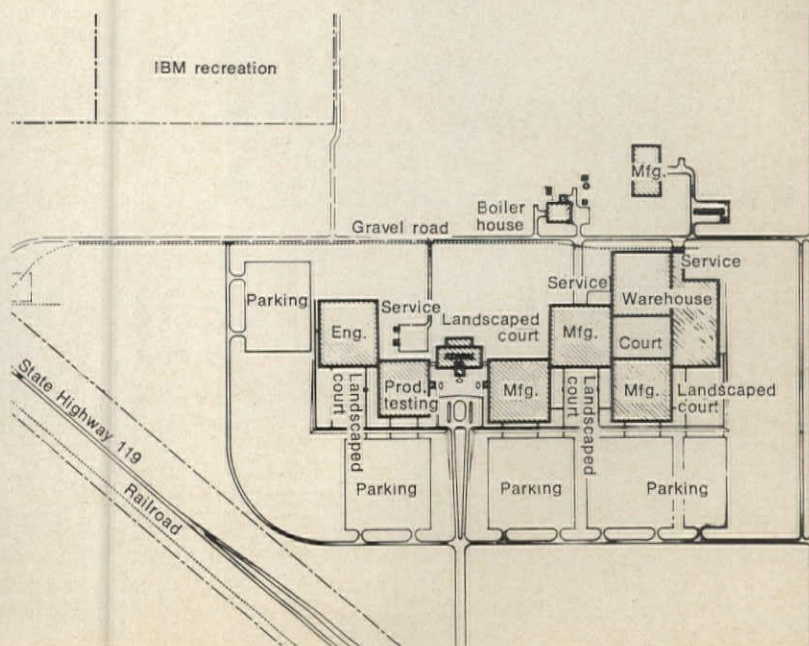 IBM recreation
Mfg.
Boiler
house
Gravel road
Service
Service
Parking
Service
Warehouse
Landscaped
court
Eng.
Mfg.
Court
State Highway 119
Landscaped
court
Prod.
testing
Mfg.
Landscaped
court
Mfg.
Landscaped
court
Railroad
Parking
Parking
Parking